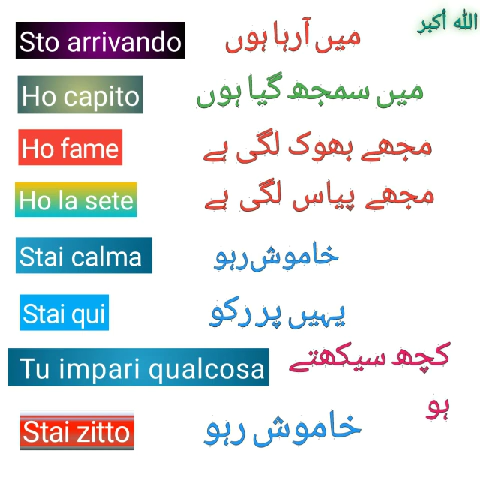 الله أكبر
Sto arrivando میں آرہا ہوں
Ho capito میں سمجھ گیا ہوں
Ho fame مجھے بھوک لگی ہے
Ho la sete مجھے پیاس لگی ہے
Stai calma خاموش رہو
Stai qui یہیں پر رکو
Tu impari qualcosa کچھ سیکھتے
ہو
Stai zitto خاموش رہو